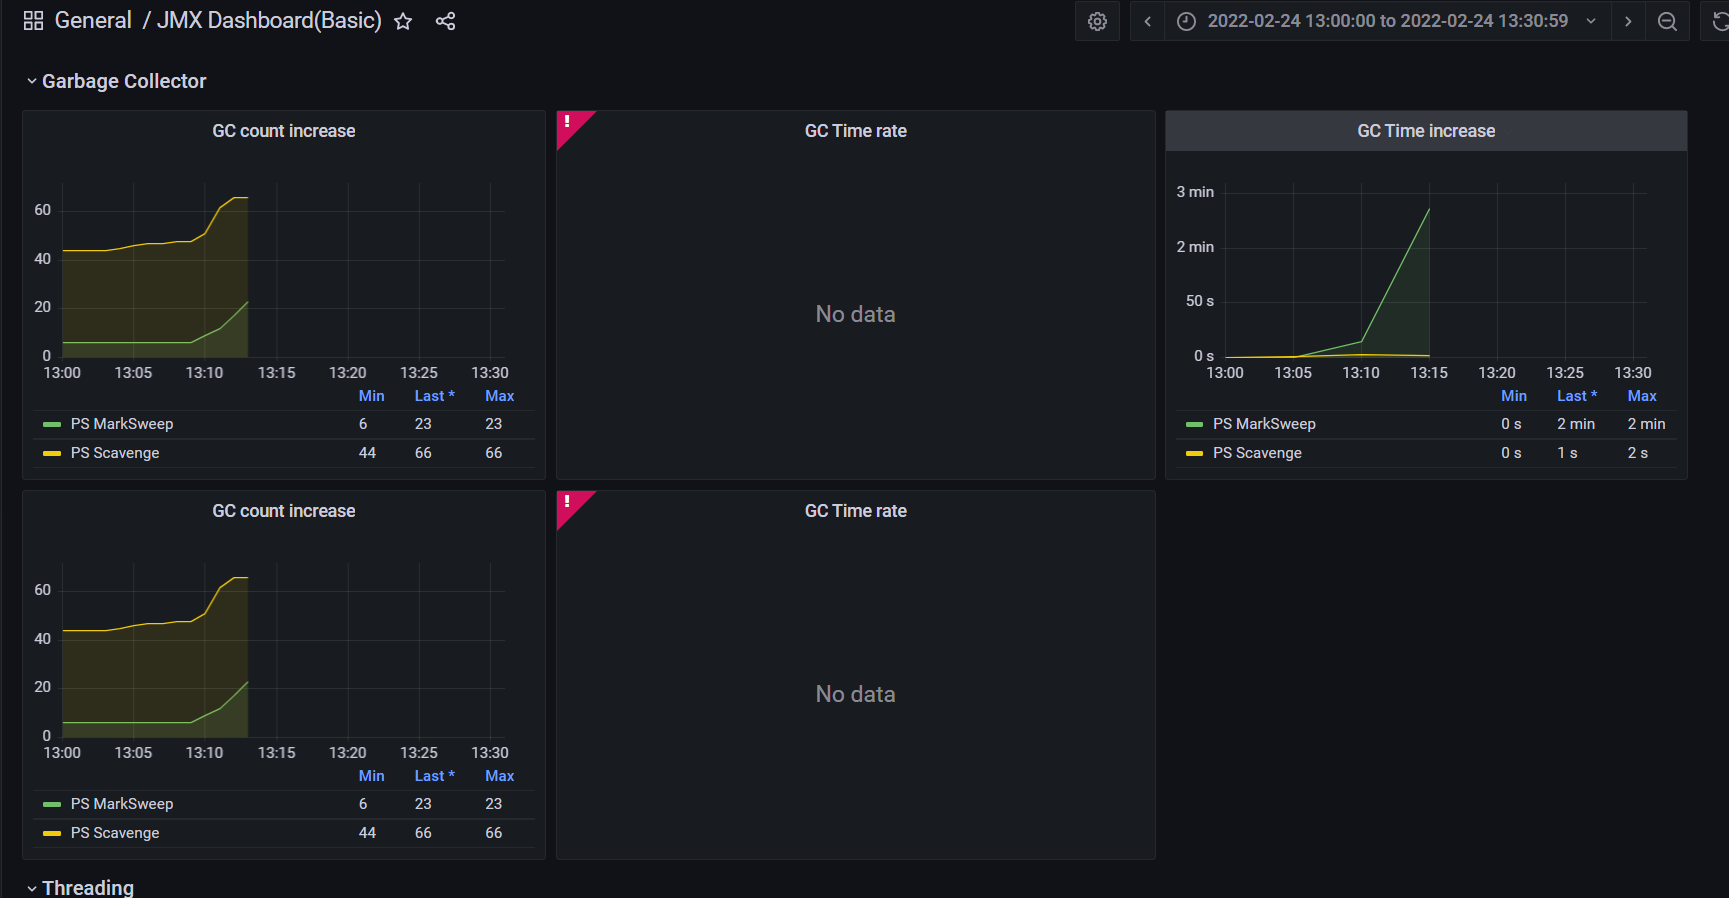 General / JMX Dashboard(Basic)
2022-02-24 13:00:00 to 2022-02-24 13:30:59
Garbage Collector
GC count increase
60
40
20
0
13:00 13:05 13:10 13:15 13:20 13:25 13:30
Min Last * Max
PS MarkSweep 6 23 23
PS Scavenge 44 66 66
!
GC Time rate
No data
GC Time increase
3 min
2 min
50 s
0 s
13:00 13:05 13:10 13:15 13:20 13:25 13:30
Min Last * Max
PS MarkSweep 0 s 2 min 2 min
PS Scavenge 0 s 1 s 2 s
GC count increase
60
40
20
0
13:00 13:05 13:10 13:15 13:20 13:25 13:30
Min Last * Max
PS MarkSweep 6 23 23
PS Scavenge 44 66 66
!
GC Time rate
No data
Threading